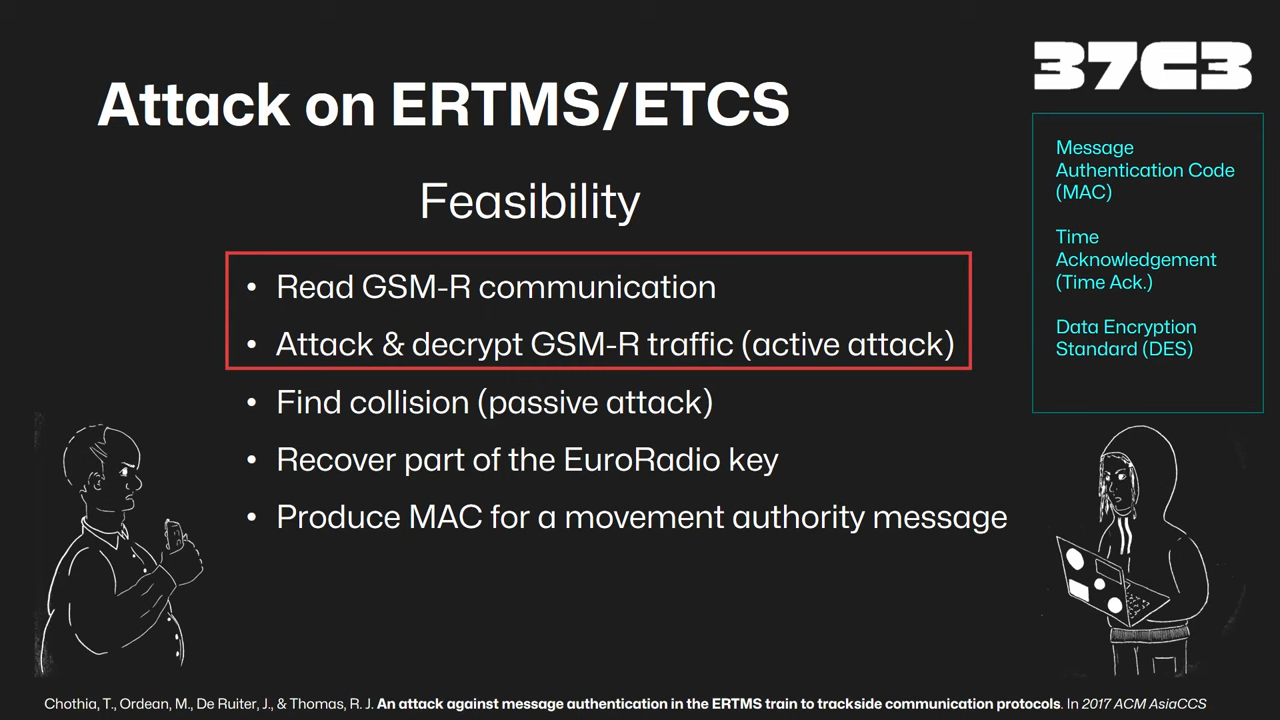 37C3
Attack on ERTMS/ETCS
Feasibility
• Read GSM-R communication
• Attack & decrypt GSM-R traffic (active attack)
• Find collision (passive attack)
• Recover part of the EuroRadio key
• Produce MAC for a movement authority message
Message
Authentication Code
(MAC)
Time
Acknowledgement
(Time Ack.)
Data Encryption
Standard (DES)
Chothia, T., Ordean, M., De Ruiter, J., & Thomas, R. J. An attack against message authentication in the ERTMS train to trackside communication protocols. In 2017 ACM AsiaCCS